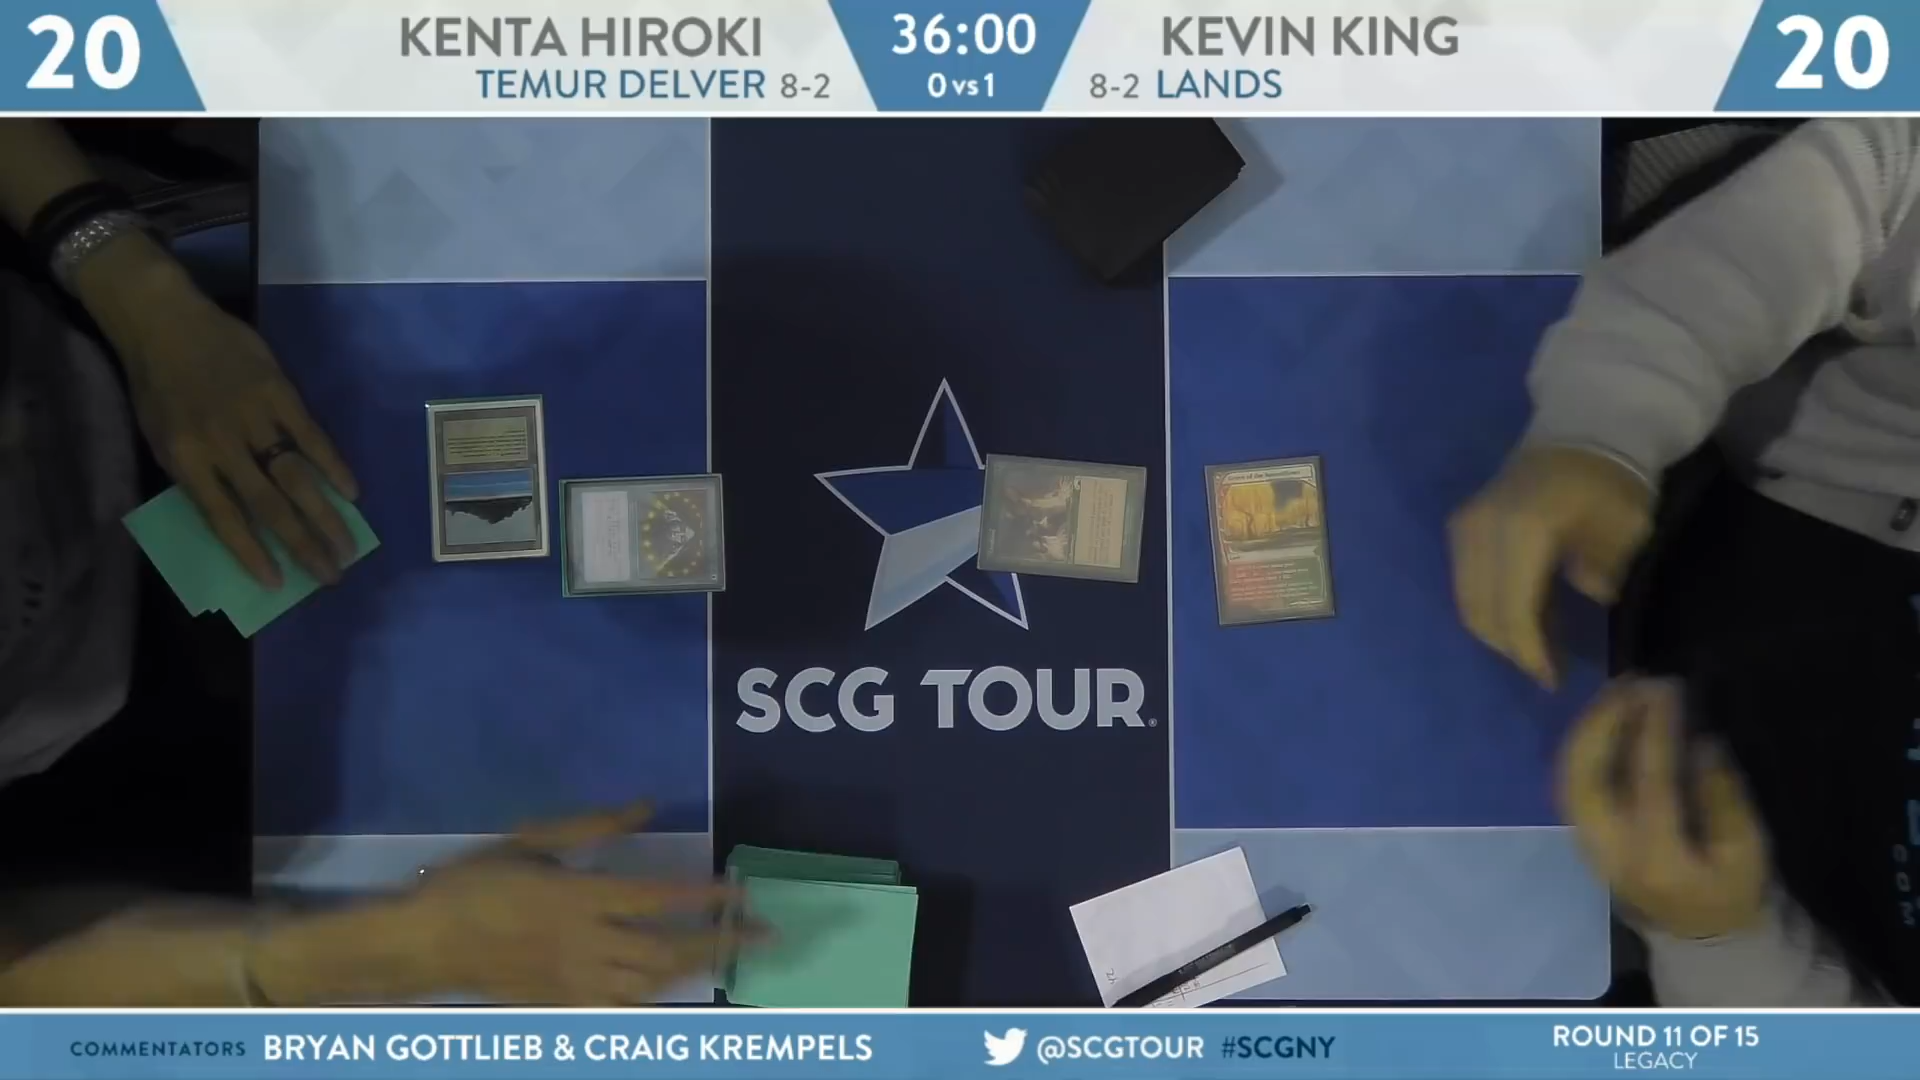 20
KENTA HIROKI
TEMUR DELVER 8-2
36:00
0 vs 1
KEVIN KING
8-2 LANDS
20
SCG TOUR
COMMENTATORS BRYAN GOTTLIEB & CRAIG KREMPELS
@SCGTOUR #SCGNY
ROUND 11 OF 15
LEGACY